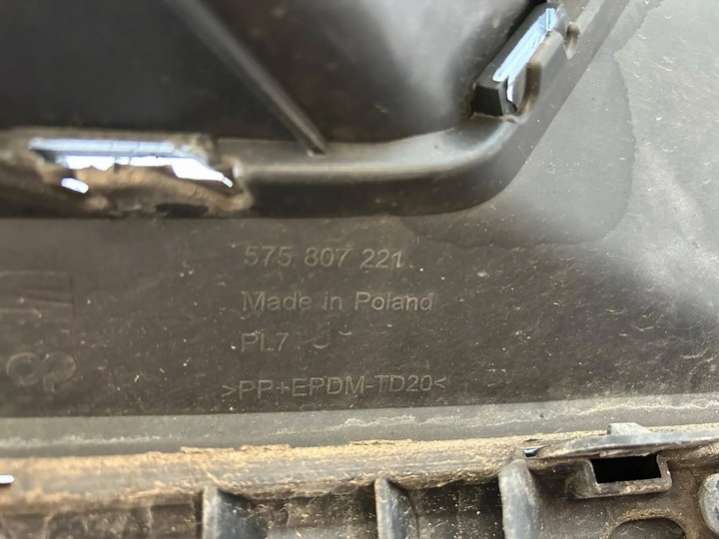 575 807 221
Made in Poland
PL7
>PP+EPDM-TD20<